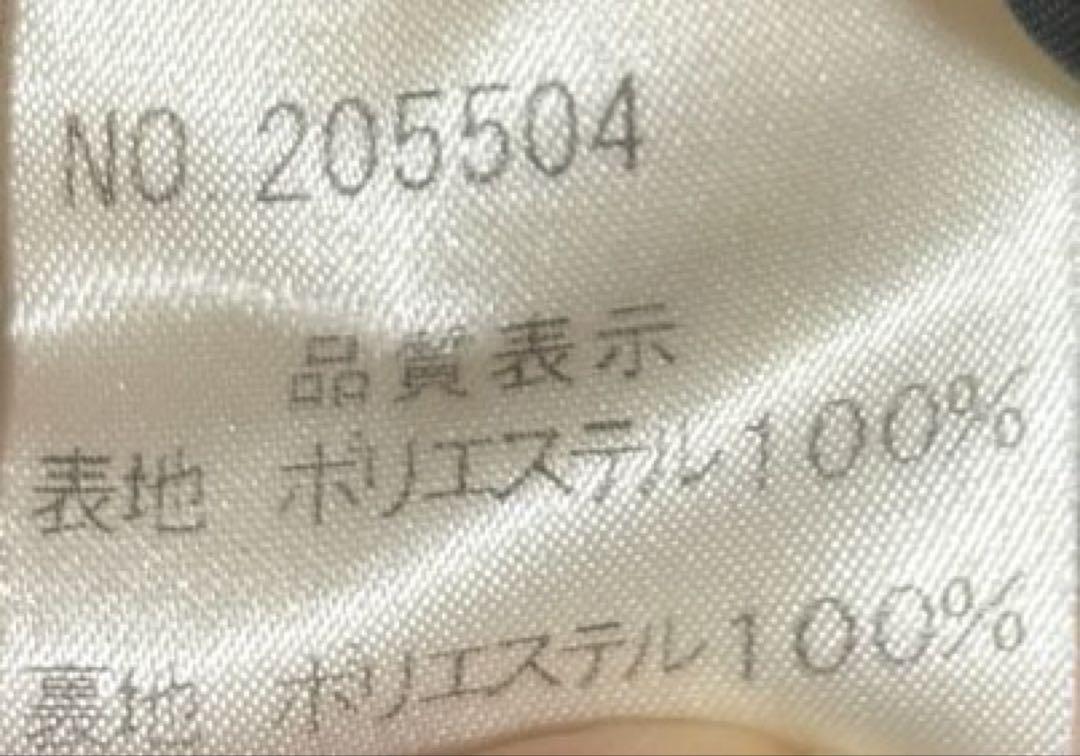 NO 205504
品質表示
表地 ポリエステル100%
裏地 ポリエステル100%